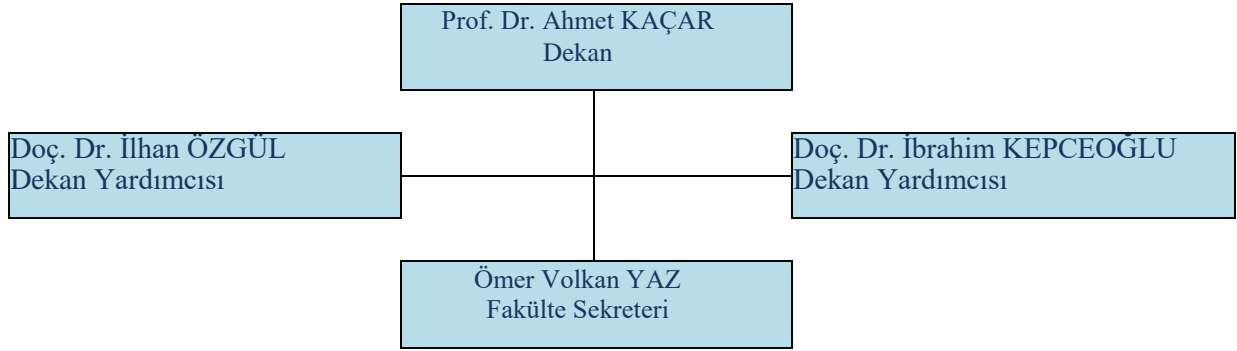 Prof. Dr. Ahmet KAÇAR
Dekan
Doç. Dr. İlhan ÖZGÜL
Dekan Yardımcısı
Doç. Dr. İbrahim KEPCEOĞLU
Dekan Yardımcısı
Ömer Volkan YAZ
Fakülte Sekreteri